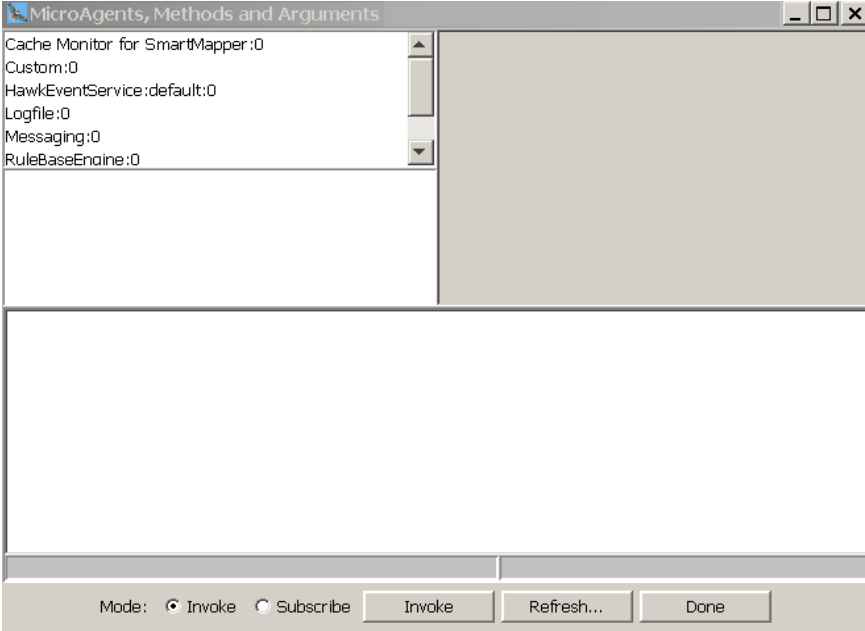 MicroAgents, Methods and Arguments
Cache Monitor for SmartMapper:0
Custom:0
HawkEventService:default:0
Logfile:0
Messaging:0
RuleBaseEngine:0
Mode: Invoke Subscribe Invoke Refresh... Done